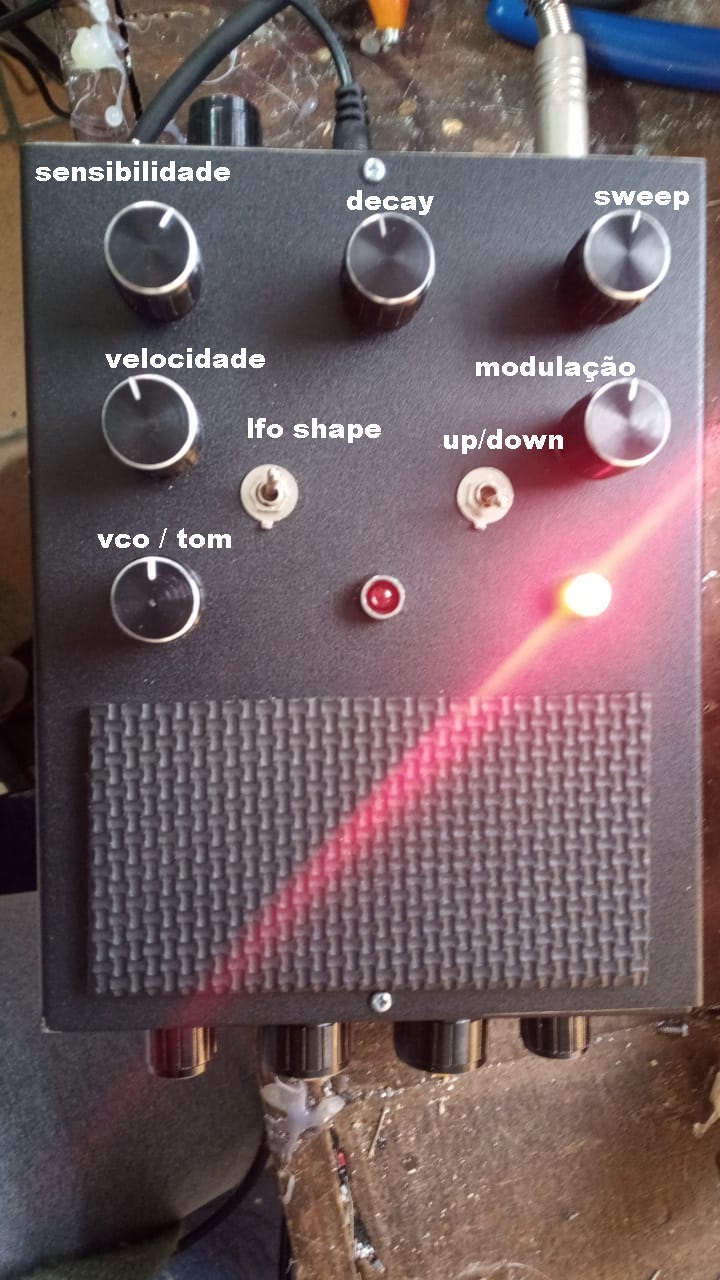 sensibilidade
decay
sweep
velocidade
modulação
lfo shape
up/down
vco / tom